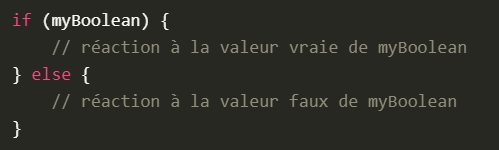 if (myBoolean) {
    // réaction à la valeur vraie de myBoolean
} else {
    // réaction à la valeur faux de myBoolean
}